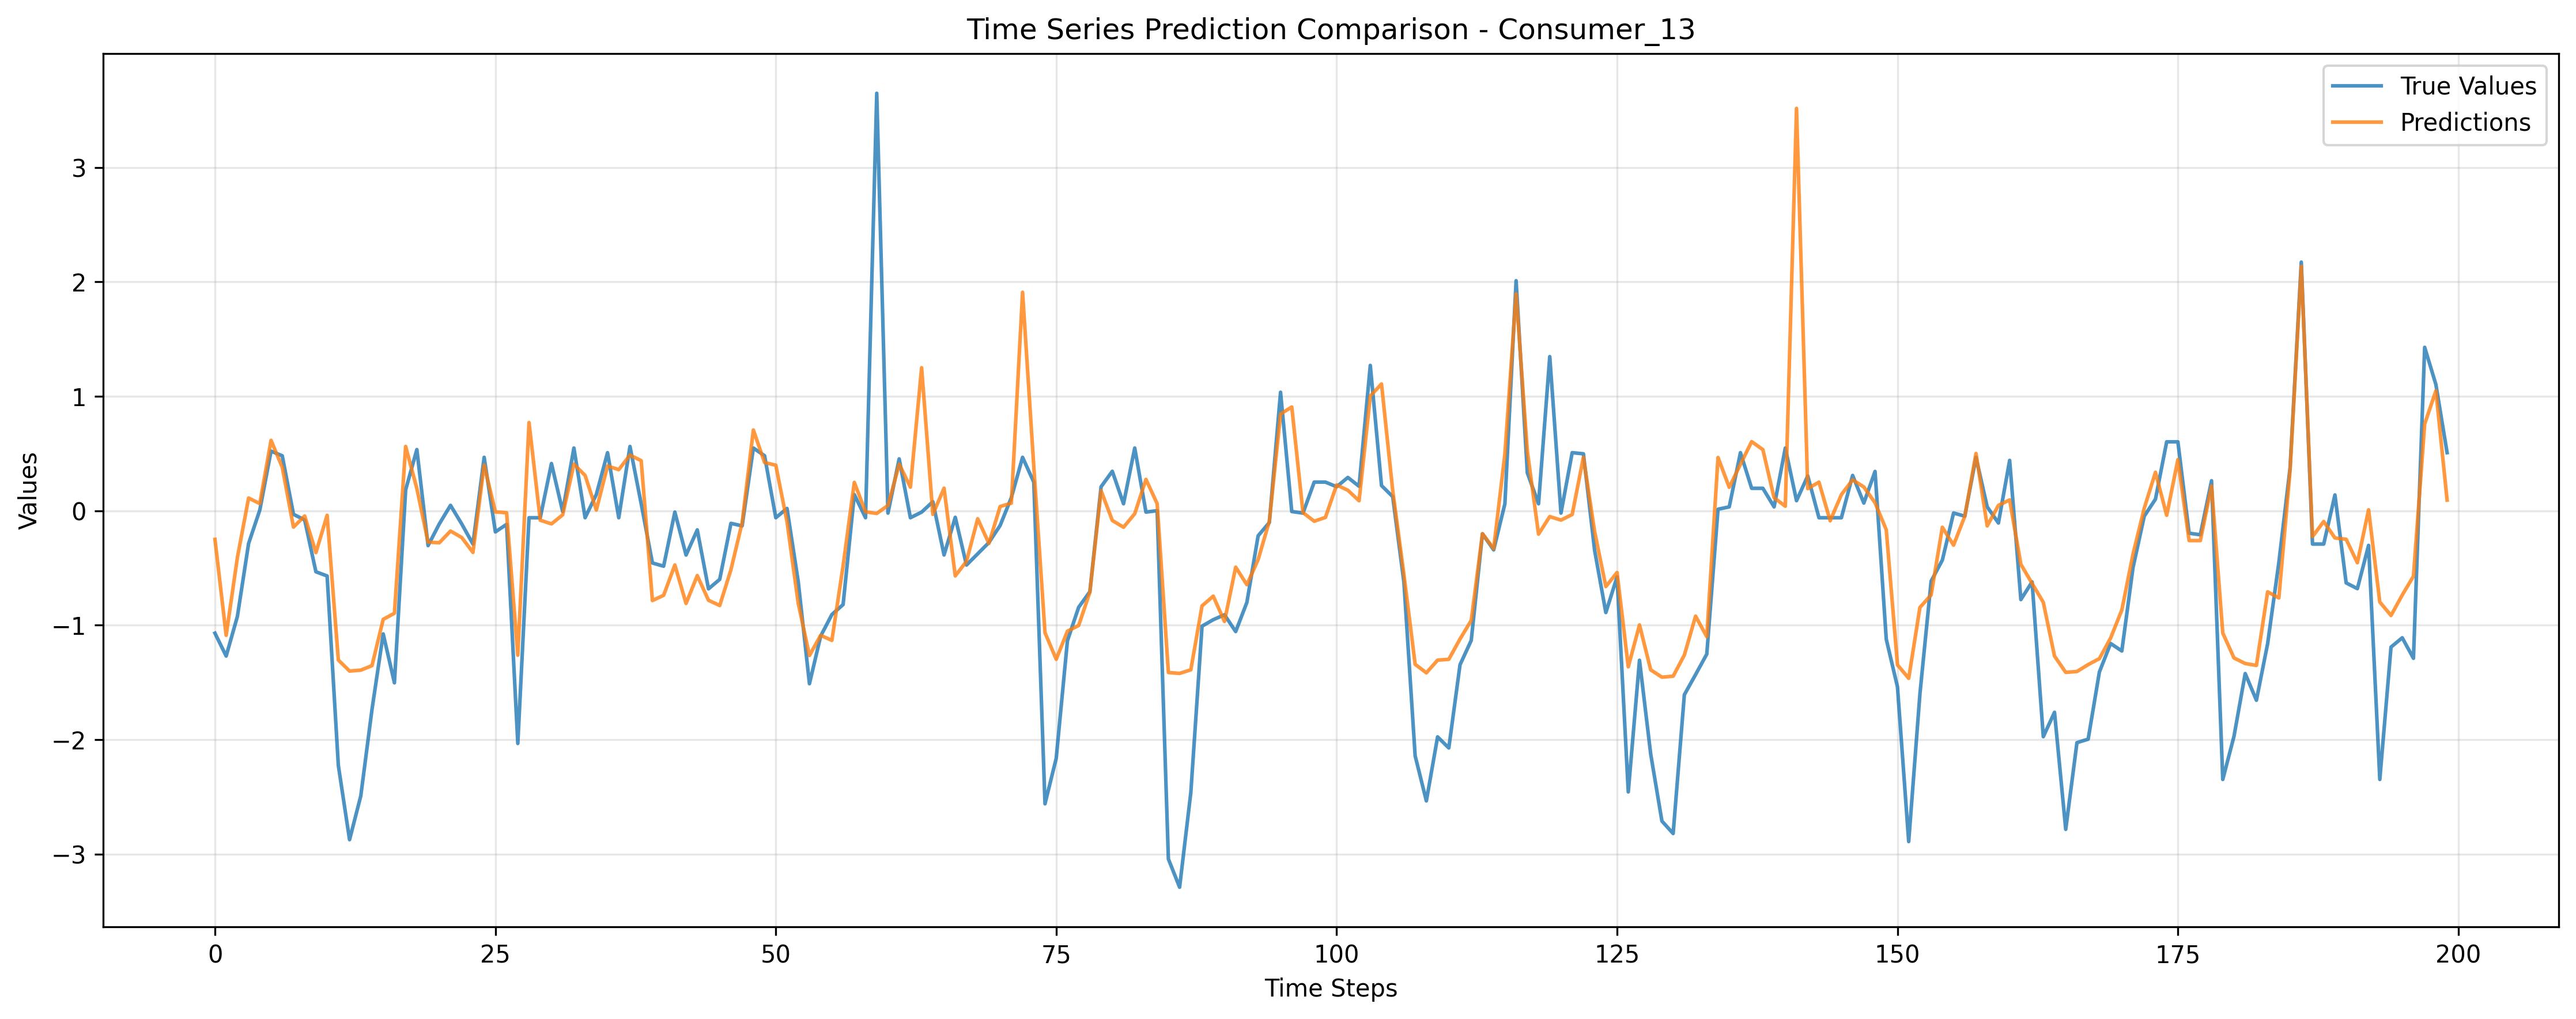 Time Series Prediction Comparison - Consumer_13
True Values
Predictions
Values
3
2
1
0
−1
−2
−3
0 25 50 75 100 125 150 175 200
Time Steps